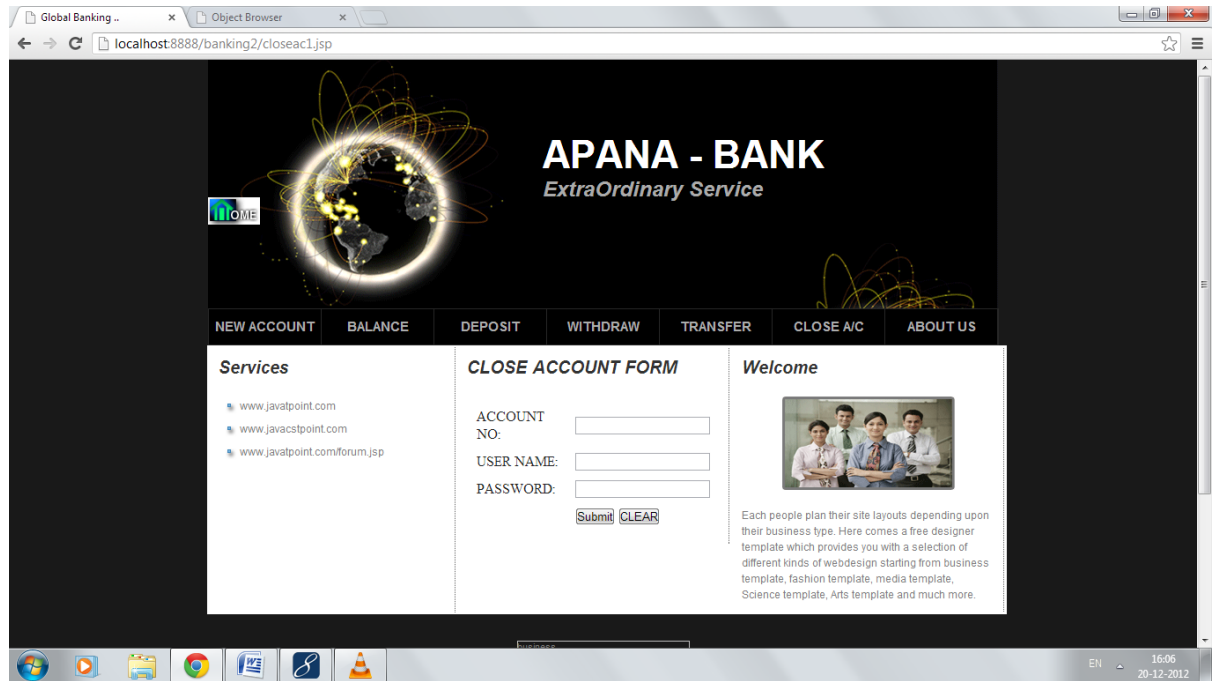 Global Banking ..
Object Browser
localhost:8888/banking2/closeac1.jsp
APANA - BANK
ExtraOrdinary Service
HOME
NEW ACCOUNT BALANCE DEPOSIT WITHDRAW TRANSFER CLOSE A/C ABOUT US
Services
www.javatpoint.com
www.javacstpoint.com
www.javatpoint.com/forum.jsp
CLOSE ACCOUNT FORM
ACCOUNT
NO:
USER NAME:
PASSWORD:
Submit CLEAR
Welcome
Each people plan their site layouts depending upon
their business type. Here comes a free designer
template which provides you with a selection of
different kinds of webdesign starting from business
template, fashion template, media template,
Science template, Arts template and much more.
business
EN
16:06
20-12-2012